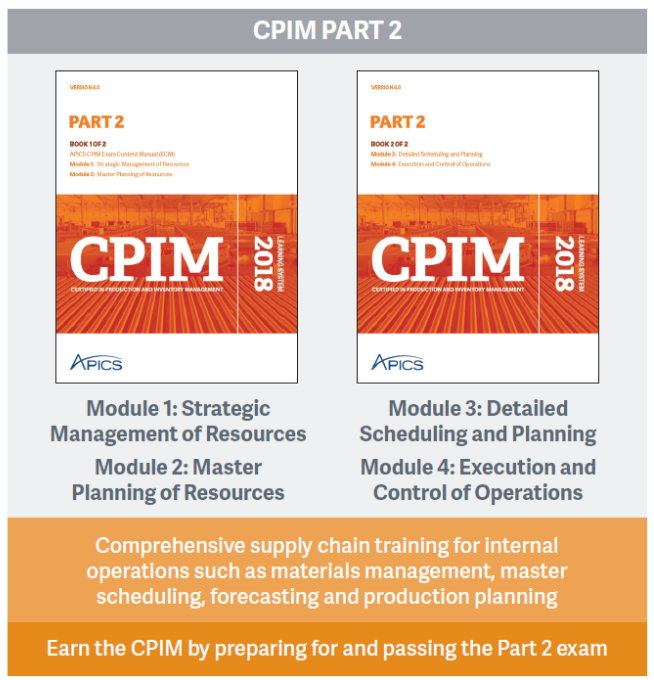 CPIM PART 2
VERSION 6.0
PART 2
BOOK 1 OF 2
APICS CPIM Exam Content Manual (ECM)
Module 1: Strategic Management of Resources
Module 2: Master Planning of Resources
CPIM
CERTIFIED IN PRODUCTION AND INVENTORY MANAGEMENT
2018
LEARNING SYSTEM
APICS
VERSION 6.0
PART 2
BOOK 2 OF 2
Module 3: Detailed Scheduling and Planning
Module 4: Execution and Control of Operations
CPIM
CERTIFIED IN PRODUCTION AND INVENTORY MANAGEMENT
2018
LEARNING SYSTEM
APICS
Module 1: Strategic
Management of Resources
Module 2: Master
Planning of Resources
Module 3: Detailed
Scheduling and Planning
Module 4: Execution and
Control of Operations
Comprehensive supply chain training for internal
operations such as materials management, master
scheduling, forecasting and production planning
Earn the CPIM by preparing for and passing the Part 2 exam